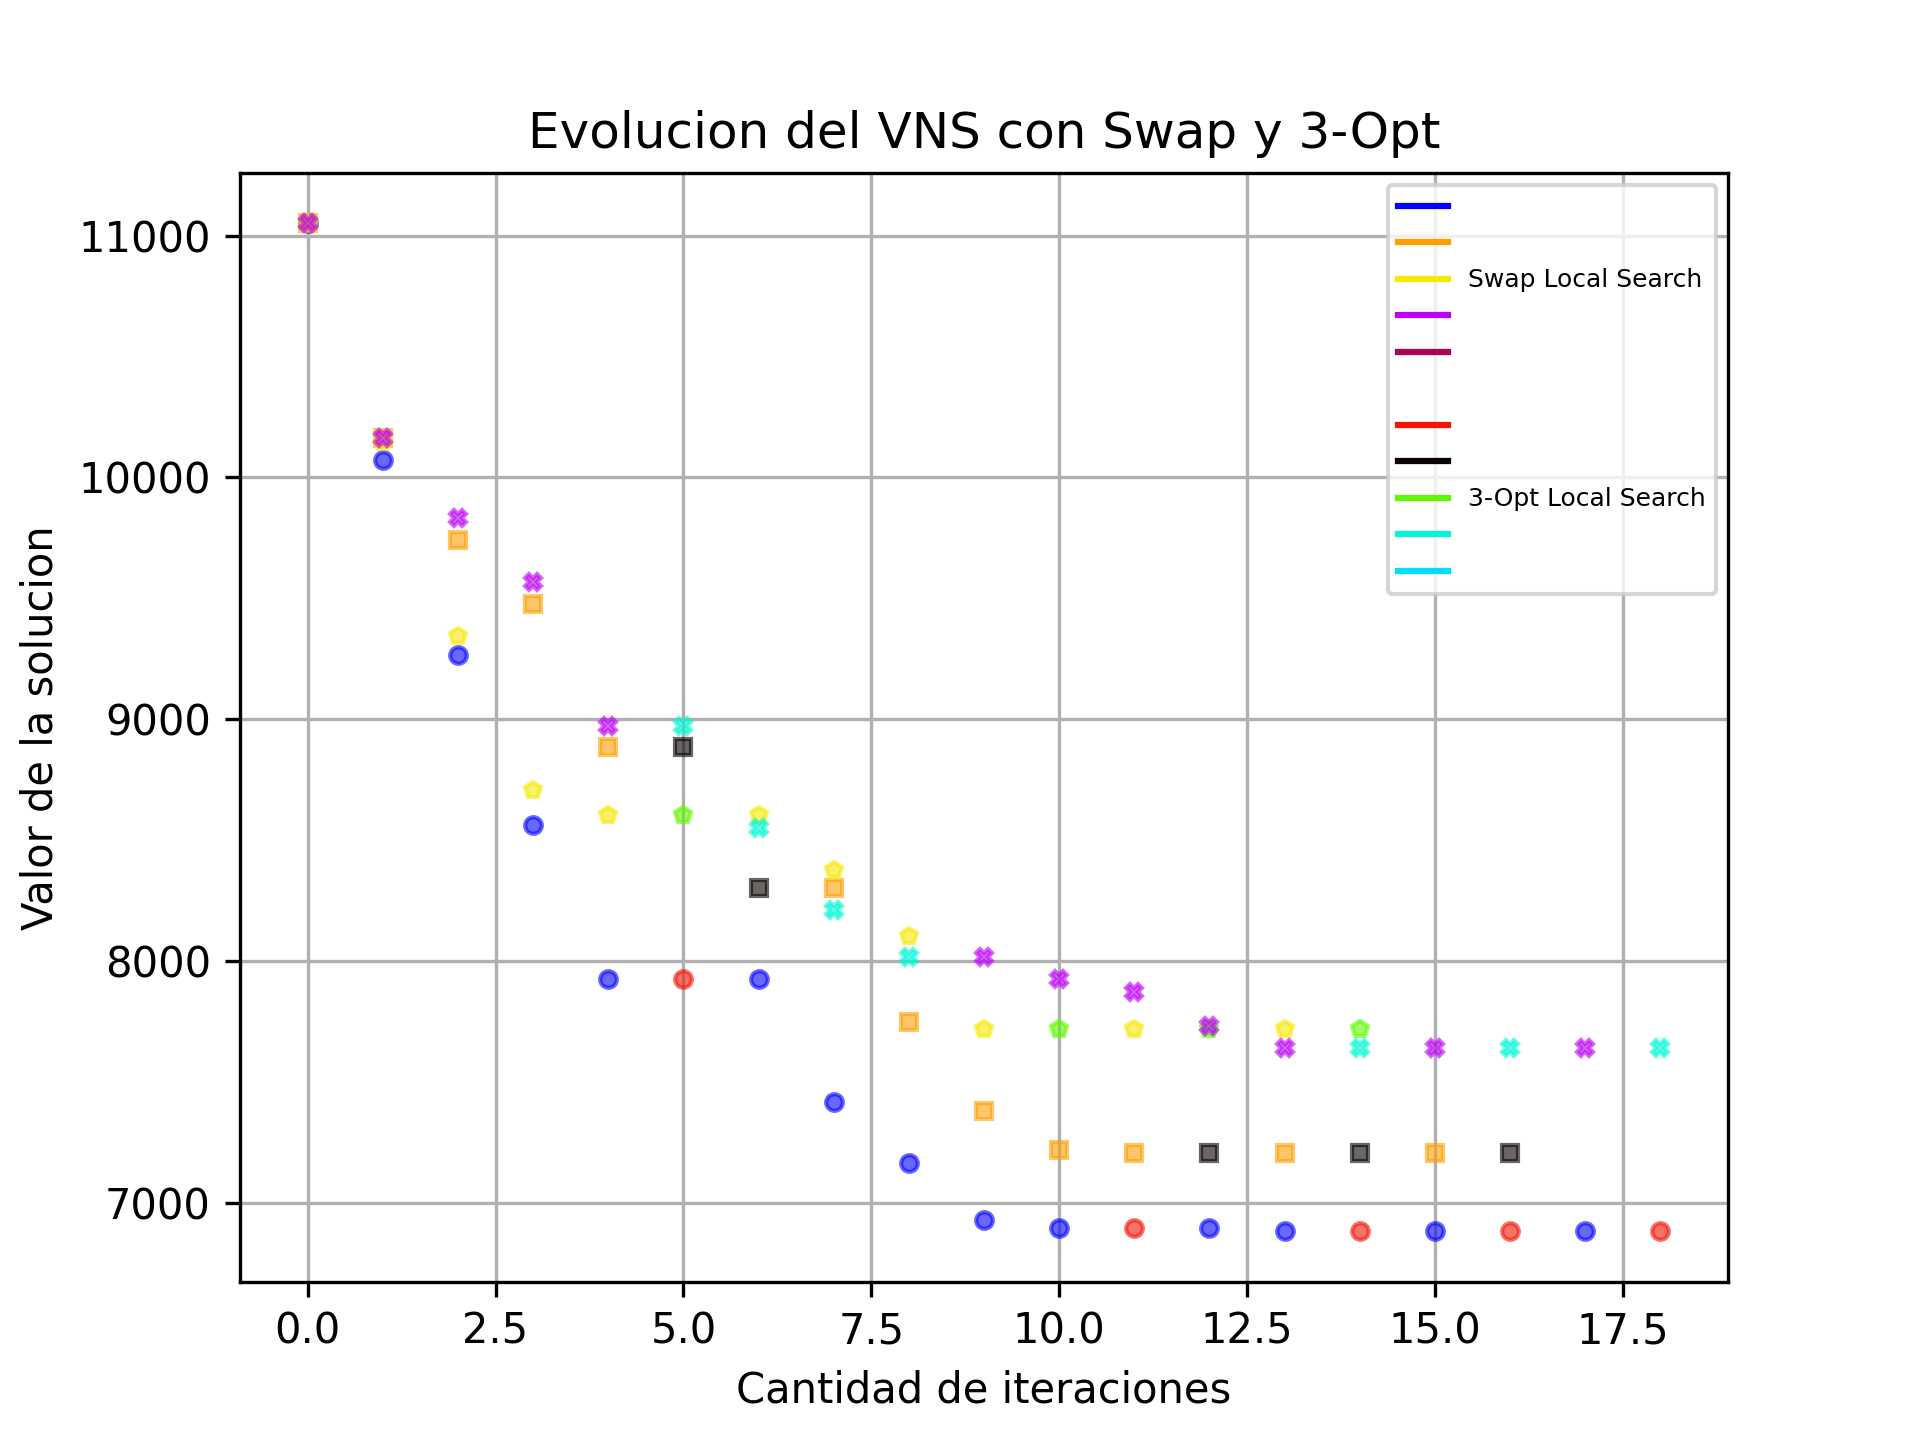 Evolucion del VNS con Swap y 3-Opt
11000
10000
9000
8000
7000
Valor de la solucion
Swap Local Search
3-Opt Local Search
0.0 2.5 5.0 7.5 10.0 12.5 15.0 17.5
Cantidad de iteraciones